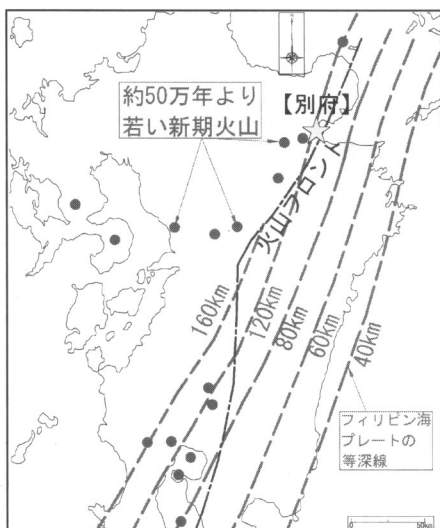 約50万年より
若い新期火山
【別府】
火山フロント
160km
120km
80km
60km
40km
フィリピン海
プレートの
等深線
0
50km